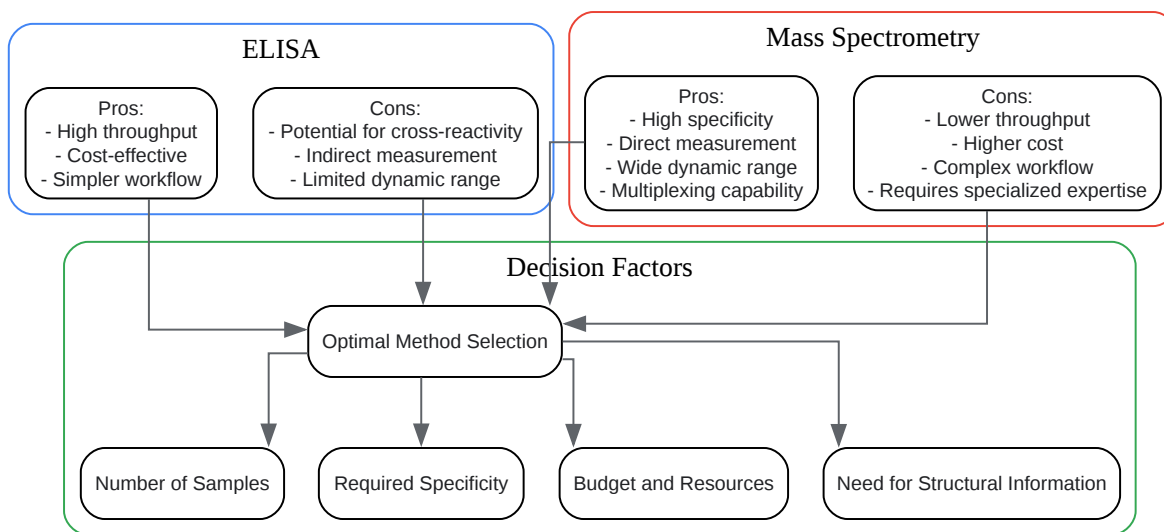 ELISA
Pros:
- High throughput
- Cost-effective
- Simpler workflow
Cons:
- Potential for cross-reactivity
- Indirect measurement
- Limited dynamic range
Mass Spectrometry
Pros:
- High specificity
- Direct measurement
- Wide dynamic range
- Multiplexing capability
Cons:
- Lower throughput
- Higher cost
- Complex workflow
- Requires specialized expertise
Decision Factors
Optimal Method Selection
Number of Samples
Required Specificity
Budget and Resources
Need for Structural Information